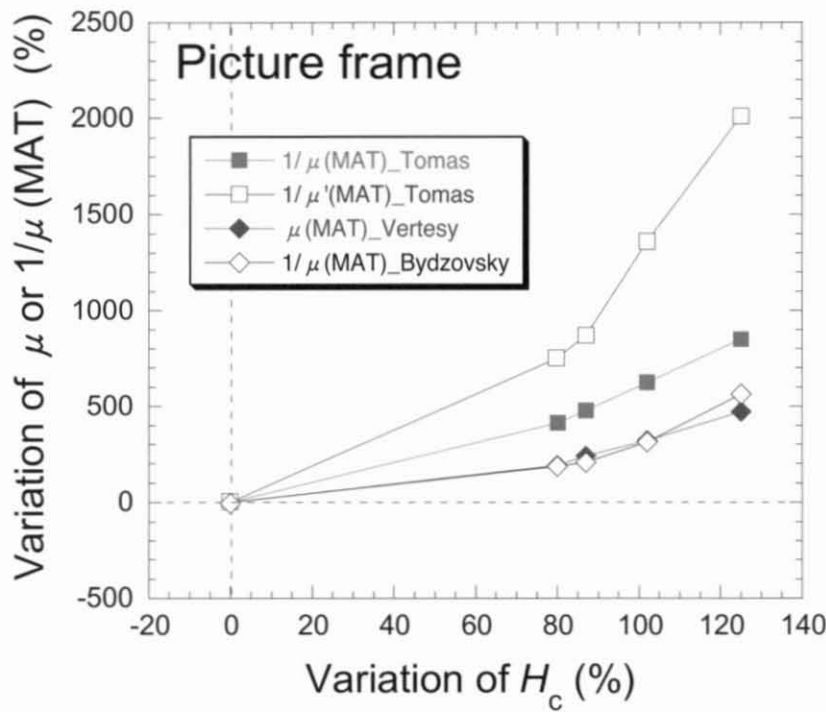 Picture frame
1/μ(MAT)_Tomas
1/μ'(MAT)_Tomas
μ(MAT)_Vertesy
1/μ(MAT)_Bydzovsky
Variation of μ or 1/μ(MAT) (%)
2500
2000
1500
1000
500
0
-500
-20 0 20 40 60 80 100 120 140
Variation of Hc (%)